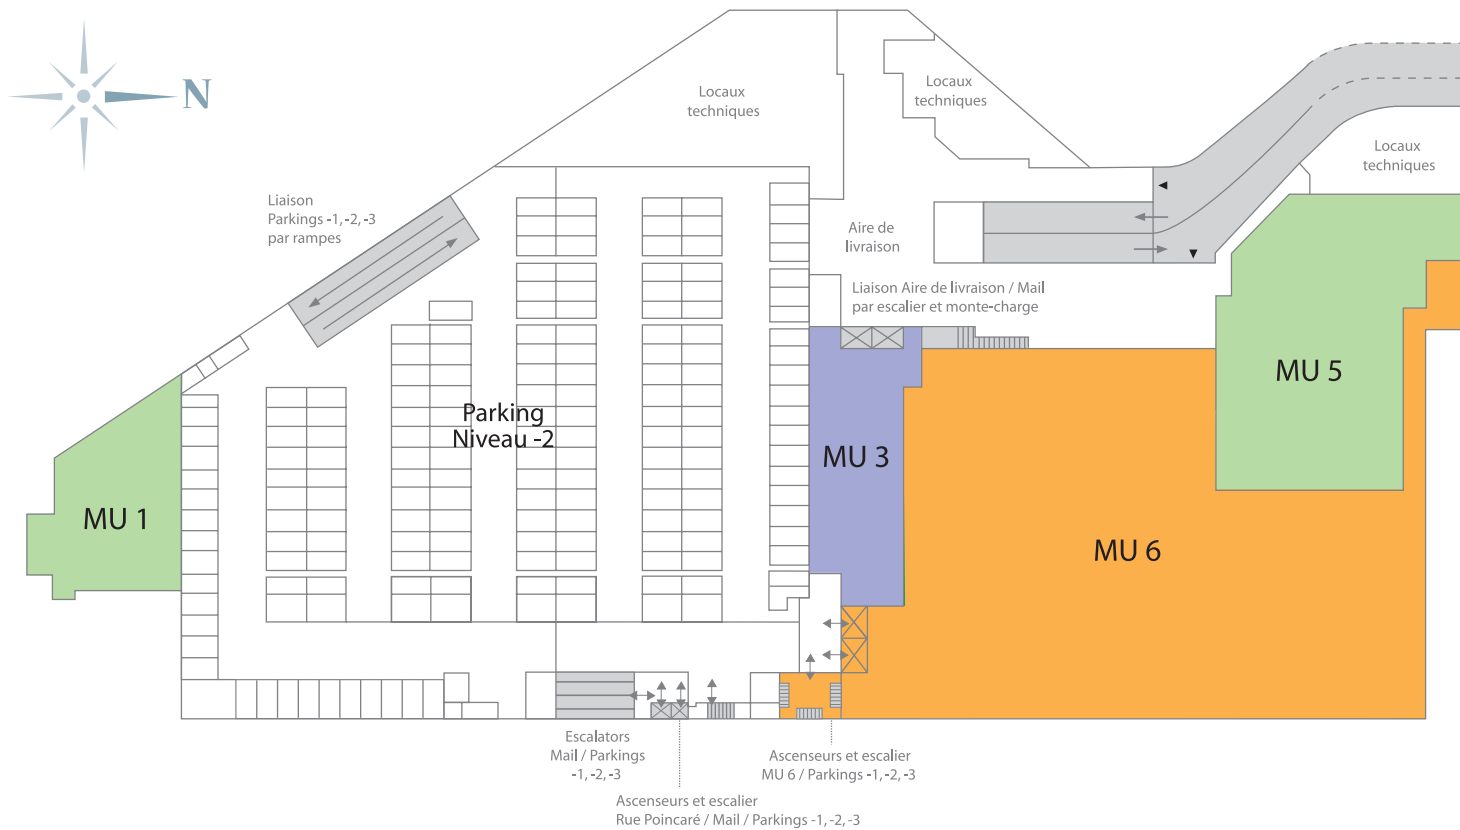 N
Locaux
techniques
Locaux
techniques
Locaux
techniques
Liaison
Parkings -1, -2, -3
par rampes
Aire de
livraison
Liaison Aire de livraison / Mail
par escalier et monte-charge
MU 5
Parking
Niveau -2
MU 3
MU 1
MU 6
Escalators
Mail / Parkings
-1, -2, -3
Ascenseurs et escalier
MU 6 / Parkings -1, -2, -3
Ascenseurs et escalier
Rue Poincaré / Mail / Parkings -1, -2, -3